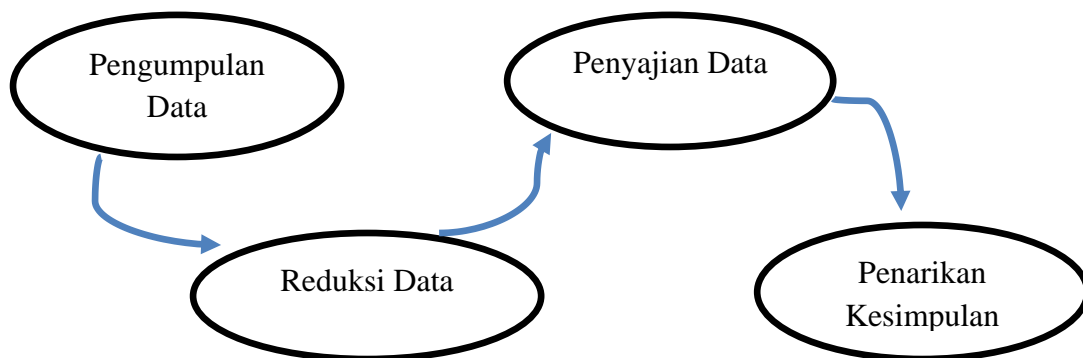 Pengumpulan
Data
Reduksi Data
Penyajian Data
Penarikan
Kesimpulan